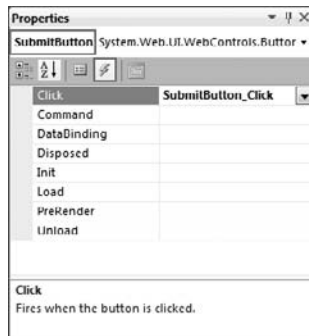 Properties
SubmitButton System.Web.UI.WebControls.Buttor
Click SubmitButton_Click
Command
DataBinding
Disposed
Init
Load
PreRender
Unload
Click
Fires when the button is clicked.